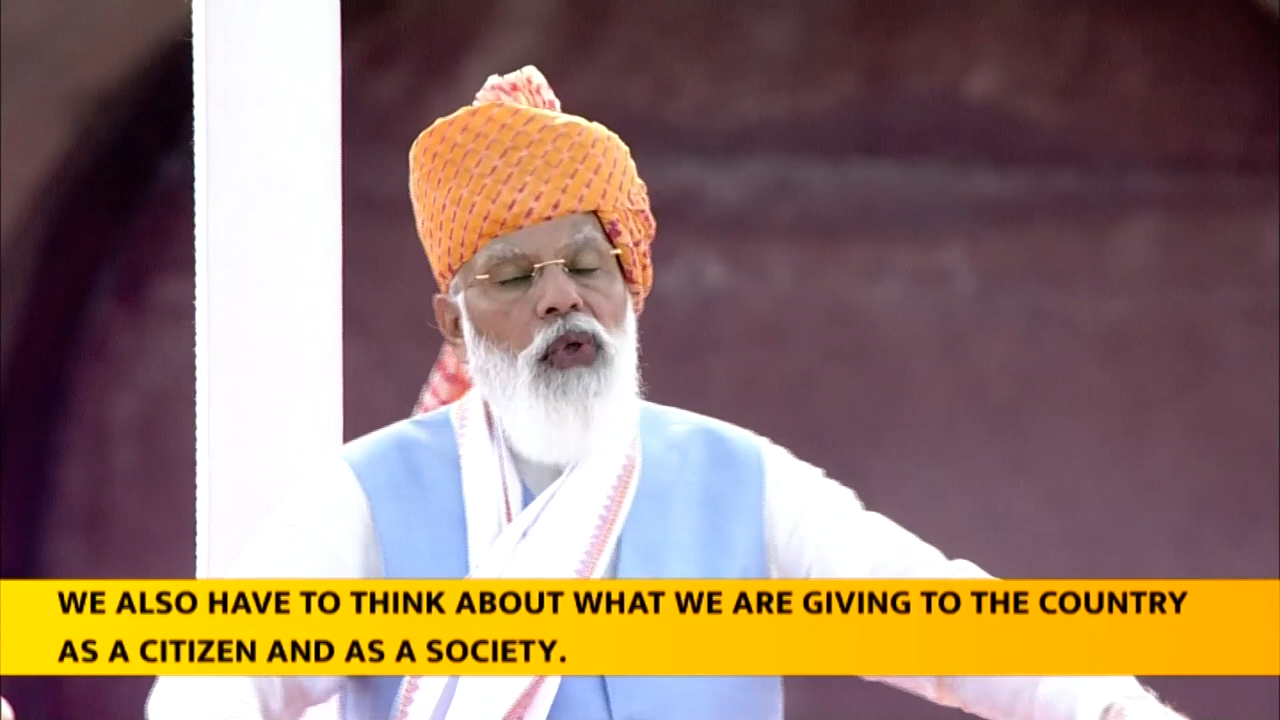 WE ALSO HAVE TO THINK ABOUT WHAT WE ARE GIVING TO THE COUNTRY
AS A CITIZEN AND AS A SOCIETY.